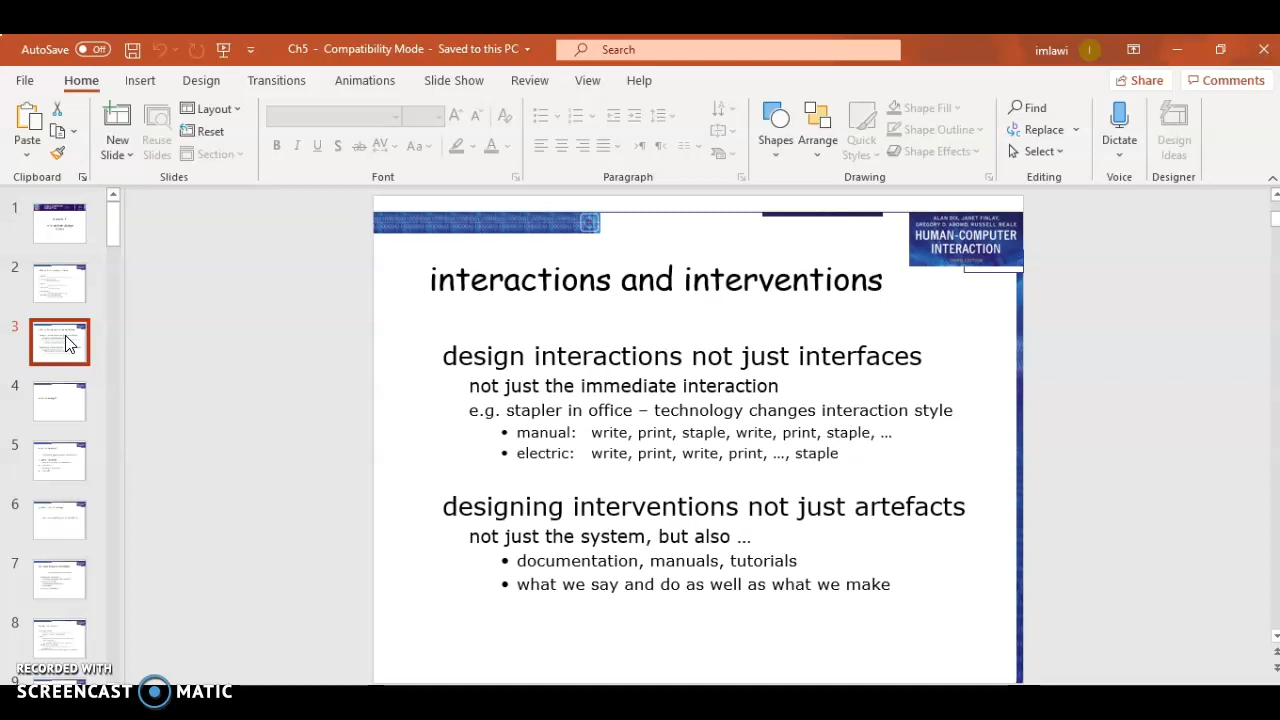 AutoSave Off Ch5 - Compatibility Mode - Saved to this PC Search imlawi I
File Home Insert Design Transitions Animations Slide Show Review View Help Share Comments
Paste New Slide Reuse Slides Layout Reset Section
B I U S ab AV Aa A A A
Shapes Arrange Quick Styles Shape Fill Shape Outline Shape Effects
Find Replace Select Dictate Design Ideas
Clipboard Slides Font Paragraph Drawing Editing Voice Designer
1
2
3
4
5
6
7
8
9
ALAN DIX, JANET FINLAY,
GREGORY D. ABOWD, RUSSELL BEALE
HUMAN-COMPUTER
INTERACTION
THIRD EDITION
interactions and interventions
design interactions not just interfaces
not just the immediate interaction
e.g. stapler in office – technology changes interaction style
• manual: write, print, staple, write, print, staple, …
• electric: write, print, write, print, …, staple
designing interventions not just artefacts
not just the system, but also …
• documentation, manuals, tutorials
• what we say and do as well as what we make
RECORDED WITH
SCREENCAST MATIC